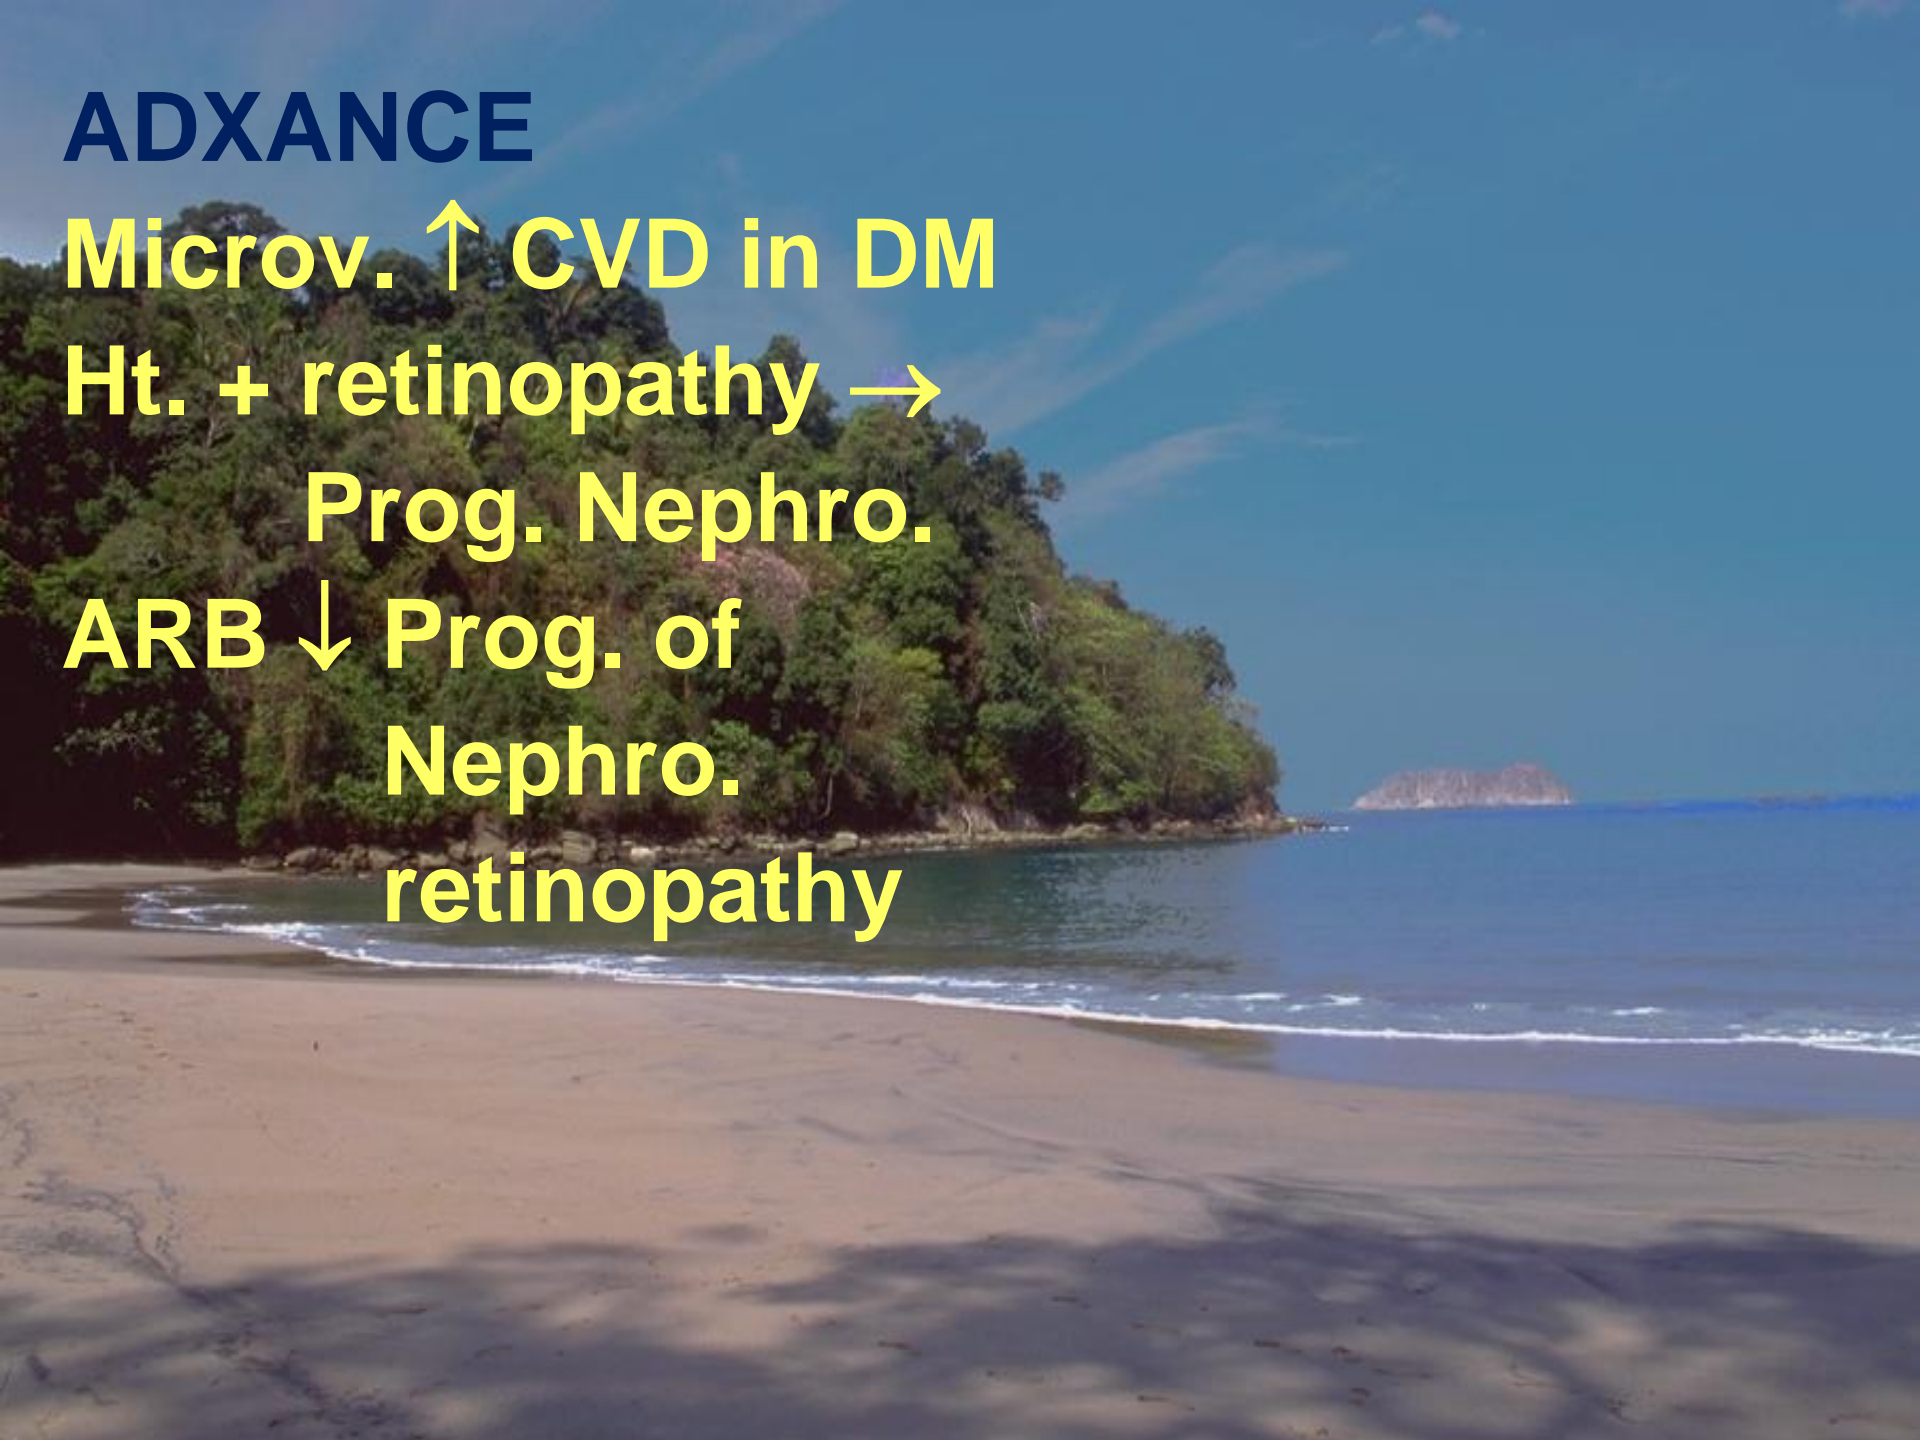 ADXANCE
Microv. ↑ CVD in DM
Ht. + retinopathy →
Prog. Nephro.
ARB ↓ Prog. of
Nephro.
retinopathy